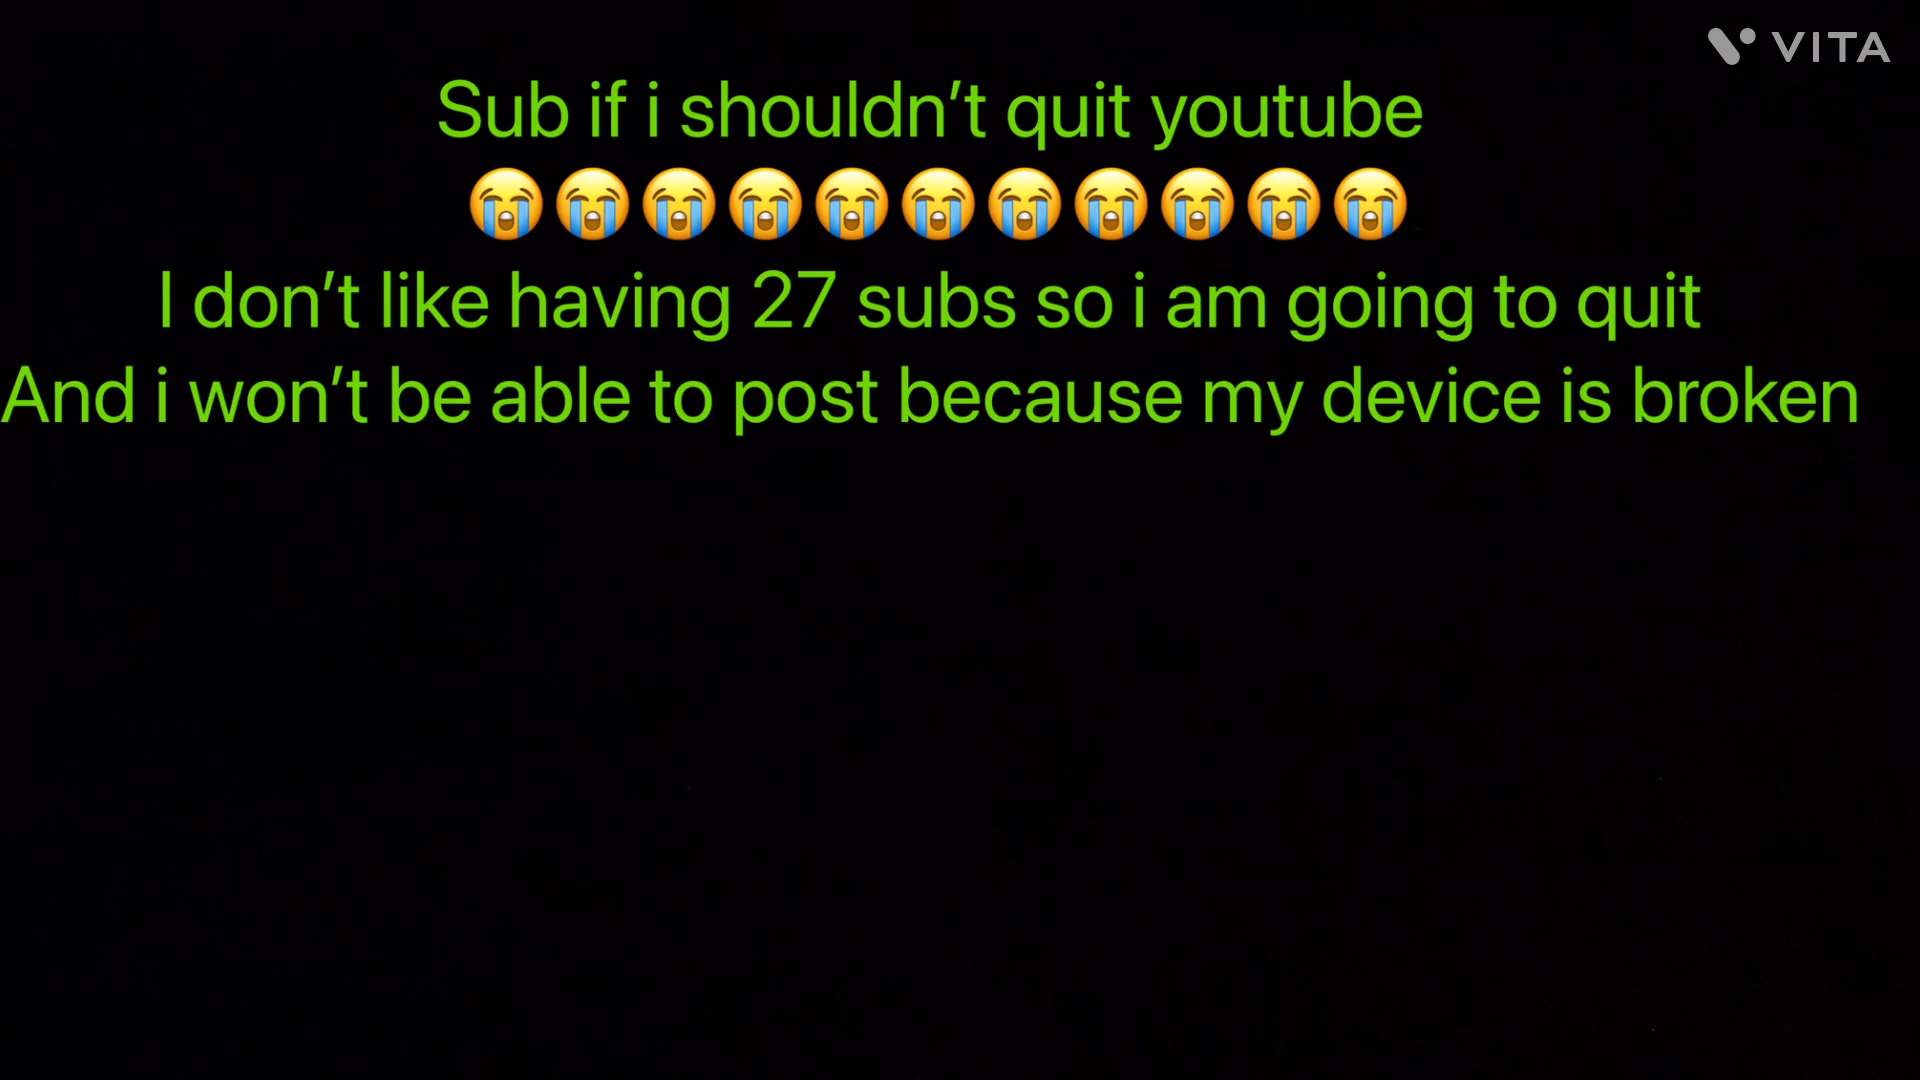 VITA
Sub if i shouldn’t quit youtube
😭😭😭😭😭😭😭😭😭😭😭
I don’t like having 27 subs so i am going to quit
And i won’t be able to post because my device is broken